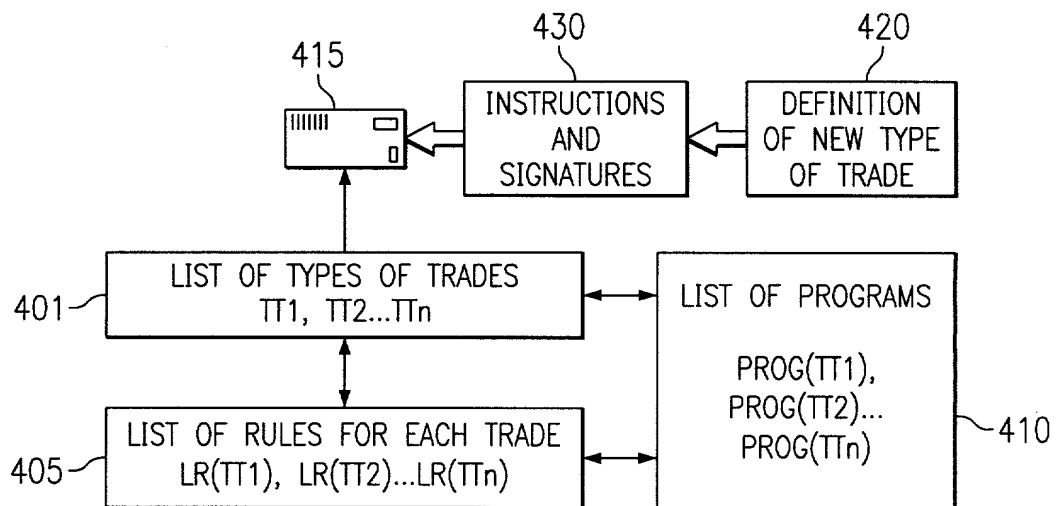 415
430
420
INSTRUCTIONS
AND
SIGNATURES
DEFINITION
OF NEW TYPE
OF TRADE
LIST OF TYPES OF TRADES
TT1, TT2...TTn
401
LIST OF RULES FOR EACH TRADE
LR(TT1), LR(TT2)...LR(TTn)
405
LIST OF PROGRAMS
PROG(TT1),
PROG(TT2)...
PROG(TTn)
410